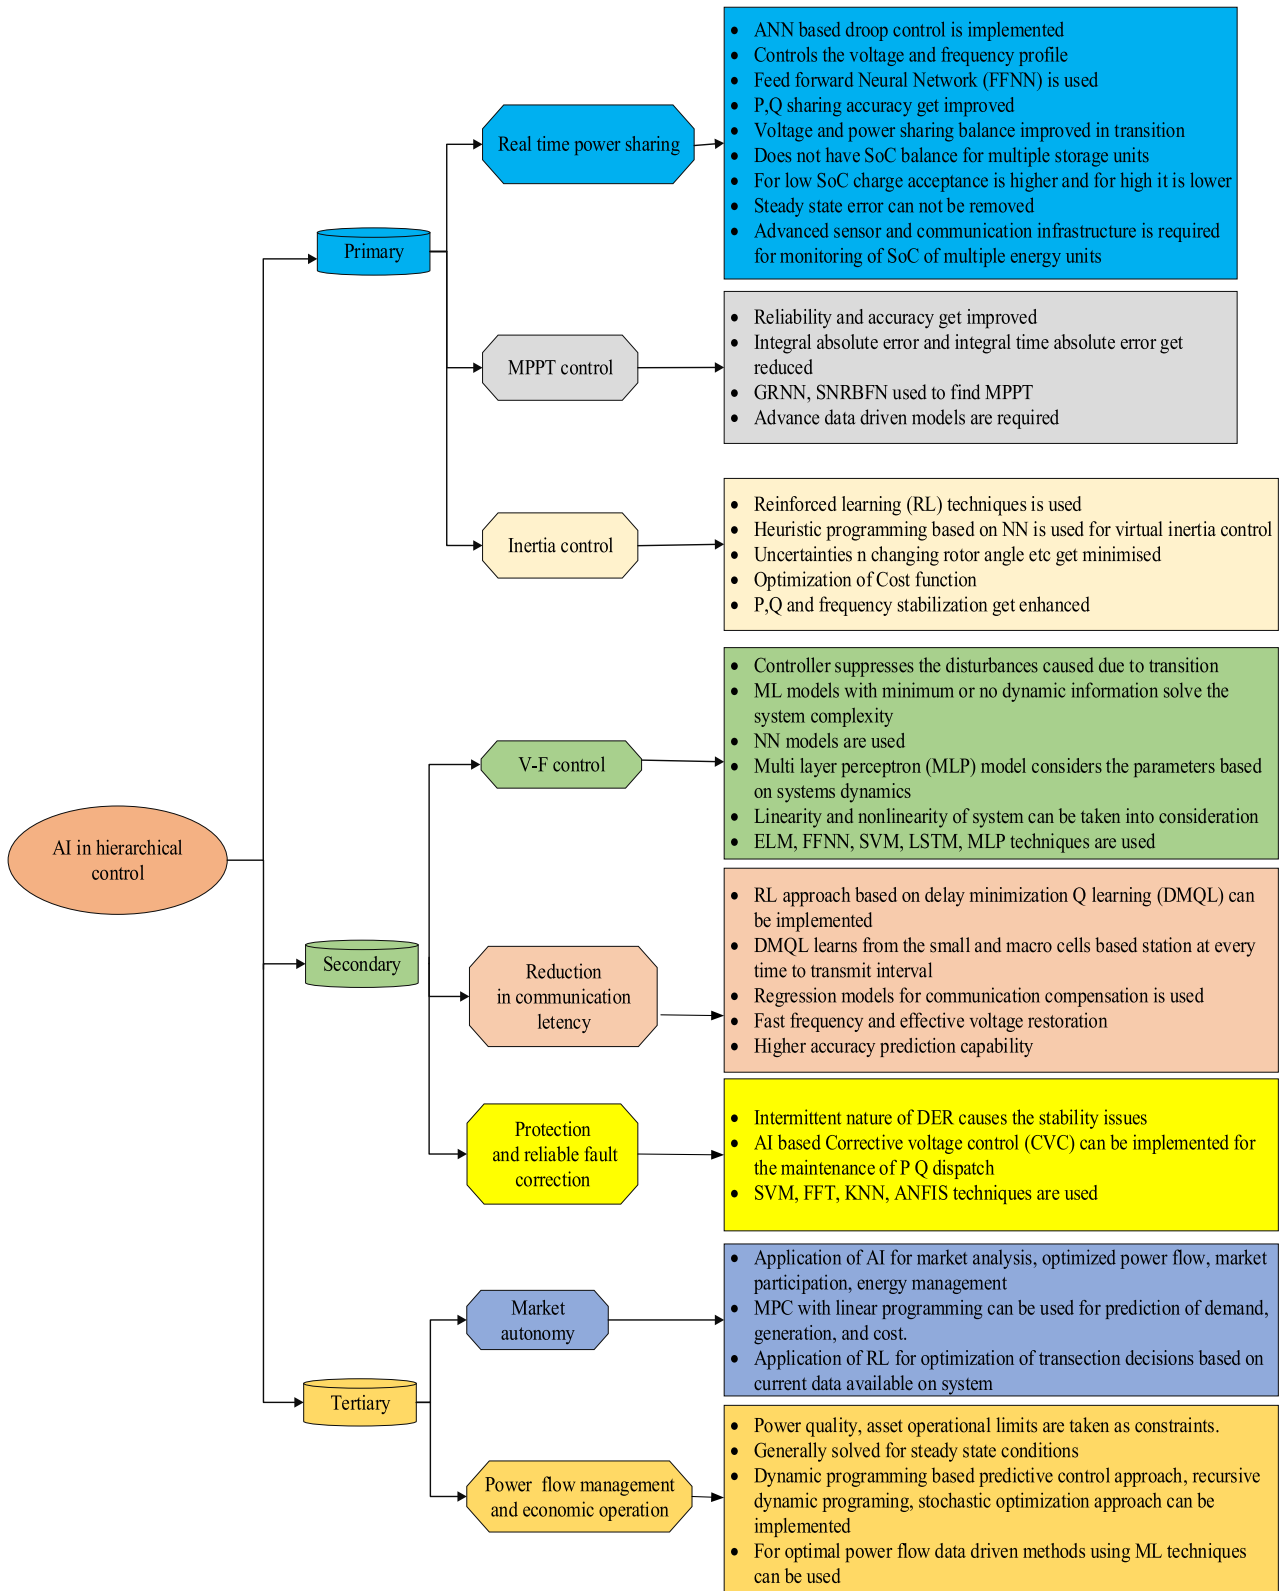 AI in hierarchical
control
Primary
Real time power sharing
• ANN based droop control is implemented
• Controls the voltage and frequency profile
• Feed forward Neural Network (FFNN) is used
• P,Q sharing accuracy get improved
• Voltage and power sharing balance improved in transition
• Does not have SoC balance for multiple storage units
• For low SoC charge acceptance is higher and for high it is lower
• Steady state error can not be removed
• Advanced sensor and communication infrastructure is required
for monitoring of SoC of multiple energy units
MPPT control
• Reliability and accuracy get improved
• Integral absolute error and integral time absolute error get
reduced
• GRNN, SNRBFN used to find MPPT
• Advance data driven models are required
Inertia control
• Reinforced learning (RL) techniques is used
• Heuristic programming based on NN is used for virtual inertia control
• Uncertainties n changing rotor angle etc get minimised
• Optimization of Cost function
• P,Q and frequency stabilization get enhanced
Secondary
V-F control
• Controller suppresses the disturbances caused due to transition
• ML models with minimum or no dynamic information solve the
system complexity
• NN models are used
• Multi layer perceptron (MLP) model considers the parameters based
on systems dynamics
• Linearity and nonlinearity of system can be taken into consideration
• ELM, FFNN, SVM, LSTM, MLP techniques are used
Reduction
in communication
letency
• RL approach based on delay minimization Q learning (DMQL) can
be implemented
• DMQL learns from the small and macro cells based station at every
time to transmit interval
• Regression models for communication compensation is used
• Fast frequency and effective voltage restoration
• Higher accuracy prediction capability
Protection
and reliable fault
correction
• Intermittent nature of DER causes the stability issues
• AI based Corrective voltage control (CVC) can be implemented for
the maintenance of P Q dispatch
• SVM, FFT, KNN, ANFIS techniques are used
Tertiary
Market
autonomy
• Application of AI for market analysis, optimized power flow, market
participation, energy management
• MPC with linear programming can be used for prediction of demand,
generation, and cost.
• Application of RL for optimization of transection decisions based on
current data available on system
Power flow management
and economic operation
• Power quality, asset operational limits are taken as constraints.
• Generally solved for steady state conditions
• Dynamic programming based predictive control approach, recursive
dynamic programing, stochastic optimization approach can be
implemented
• For optimal power flow data driven methods using ML techniques
can be used